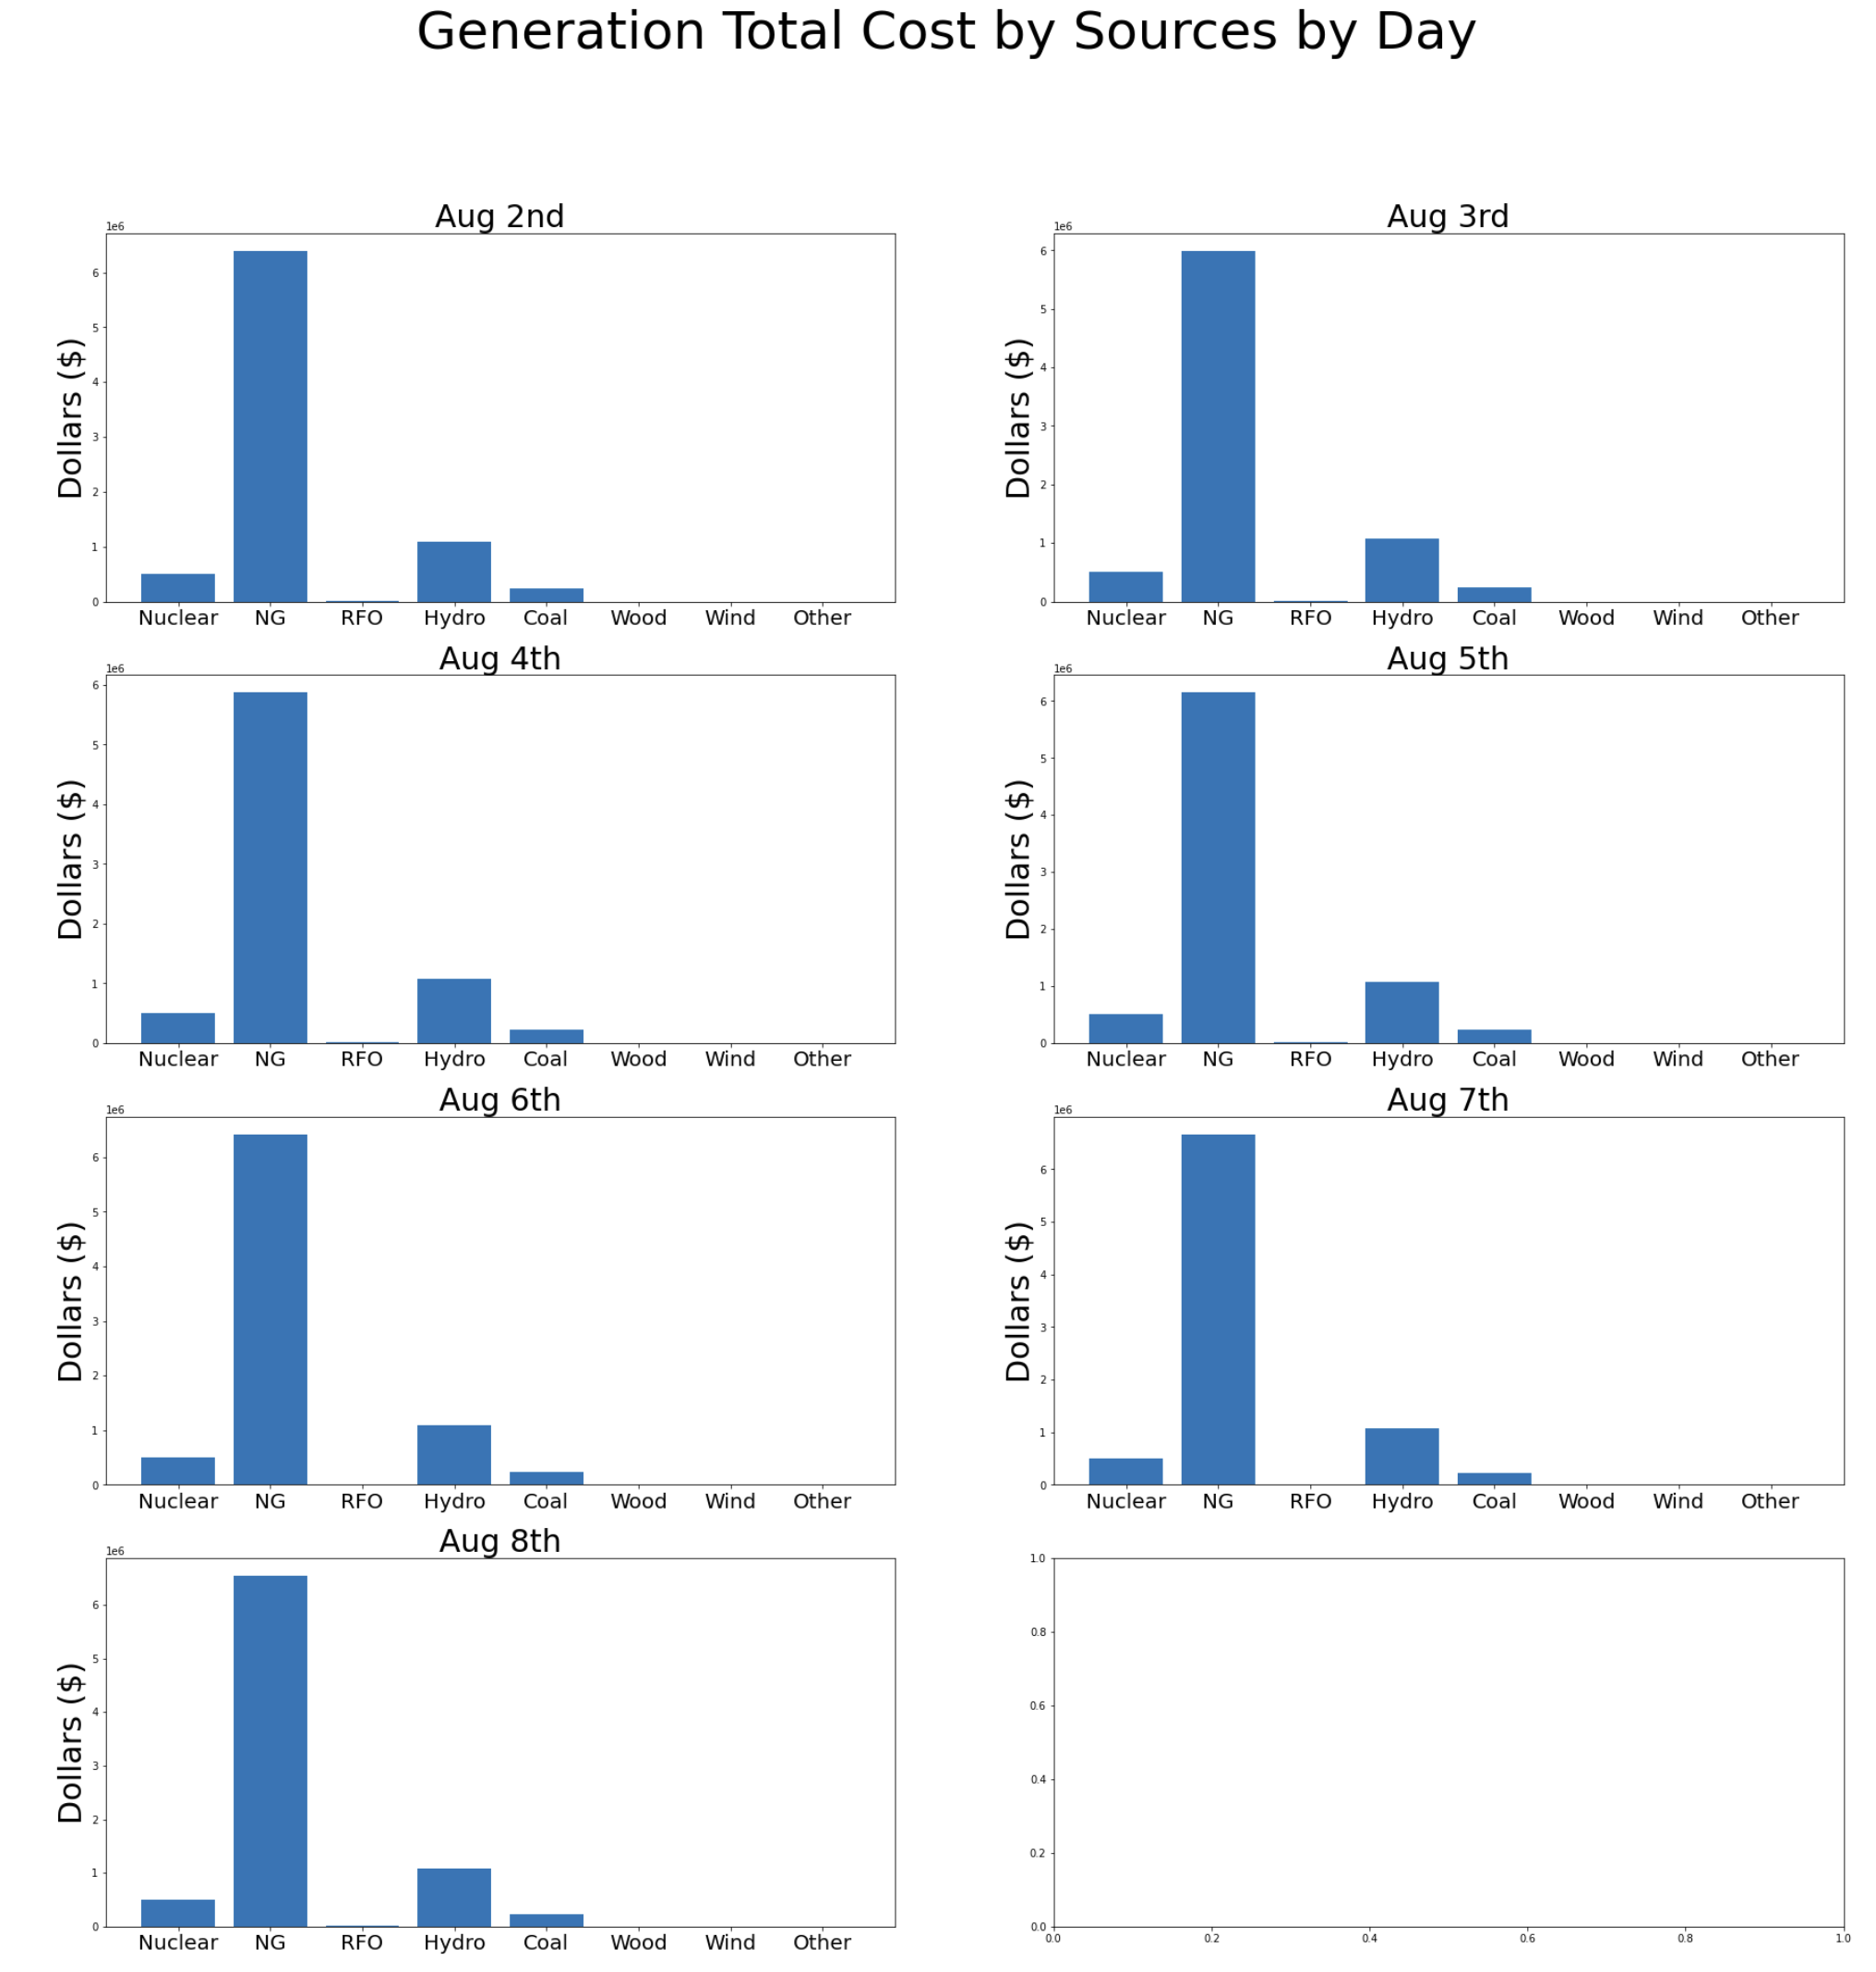 Generation Total Cost by Sources by Day
Aug 2nd
1e6
6
5
4
3
2
1
0
Dollars ($)
Nuclear NG RFO Hydro Coal Wood Wind Other
Aug 3rd
1e6
6
5
4
3
2
1
0
Dollars ($)
Nuclear NG RFO Hydro Coal Wood Wind Other
Aug 4th
1e6
6
5
4
3
2
1
0
Dollars ($)
Nuclear NG RFO Hydro Coal Wood Wind Other
Aug 5th
1e6
6
5
4
3
2
1
0
Dollars ($)
Nuclear NG RFO Hydro Coal Wood Wind Other
Aug 6th
1e6
6
5
4
3
2
1
0
Dollars ($)
Nuclear NG RFO Hydro Coal Wood Wind Other
Aug 7th
1e6
6
5
4
3
2
1
0
Dollars ($)
Nuclear NG RFO Hydro Coal Wood Wind Other
Aug 8th
1e6
6
5
4
3
2
1
0
Dollars ($)
Nuclear NG RFO Hydro Coal Wood Wind Other
1.0
0.8
0.6
0.4
0.2
0.0
0.0 0.2 0.4 0.6 0.8 1.0